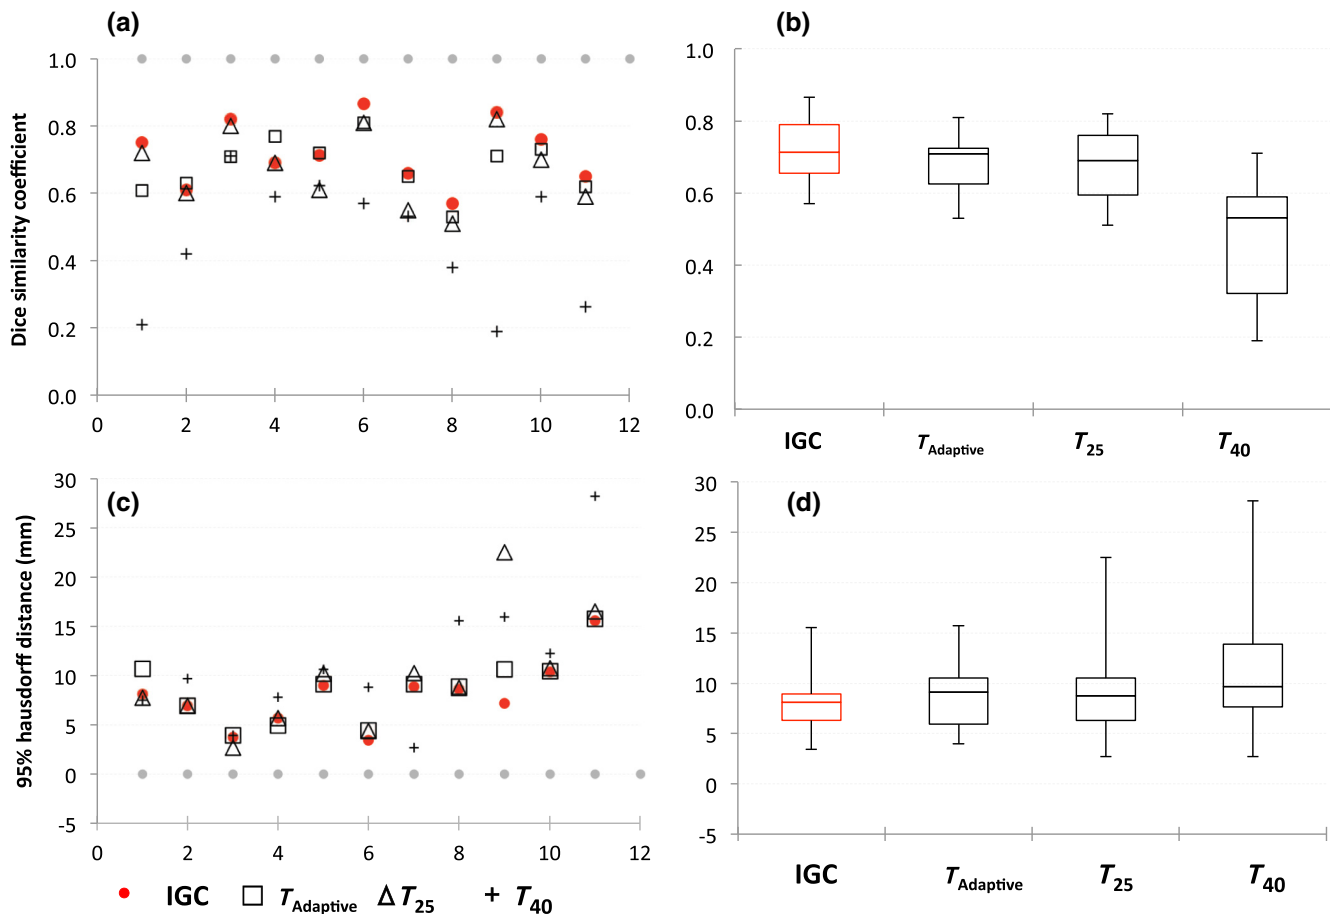 (a)
Dice similarity coefficient
1.0
0.8
0.6
0.4
0.2
0.0
0 2 4 6 8 10 12
(b)
1.0
0.8
0.6
0.4
0.2
0.0
IGC TAdaptive T25 T40
(c)
95% hausdorff distance (mm)
30
25
20
15
10
5
0
-5
0 2 4 6 8 10 12
IGC TAdaptive T25 T40
(d)
30
25
20
15
10
5
0
-5
IGC TAdaptive T25 T40